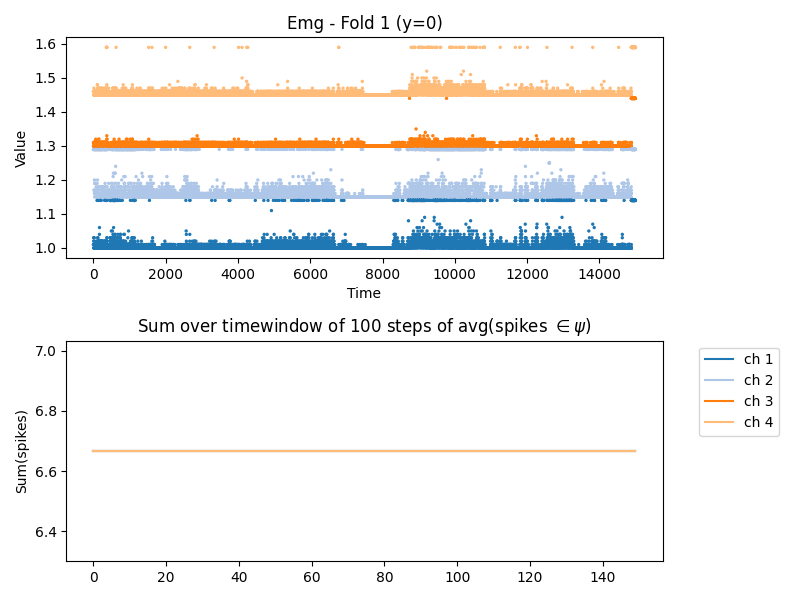 Emg - Fold 1 (y=0)
1.6
1.5
1.4
1.3
1.2
1.1
1.0
Value
0 2000 4000 6000 8000 10000 12000 14000
Time
Sum over timewindow of 100 steps of avg(spikes ∈ ψ)
7.0
6.8
6.6
6.4
Sum(spikes)
0 20 40 60 80 100 120 140
ch 1
ch 2
ch 3
ch 4